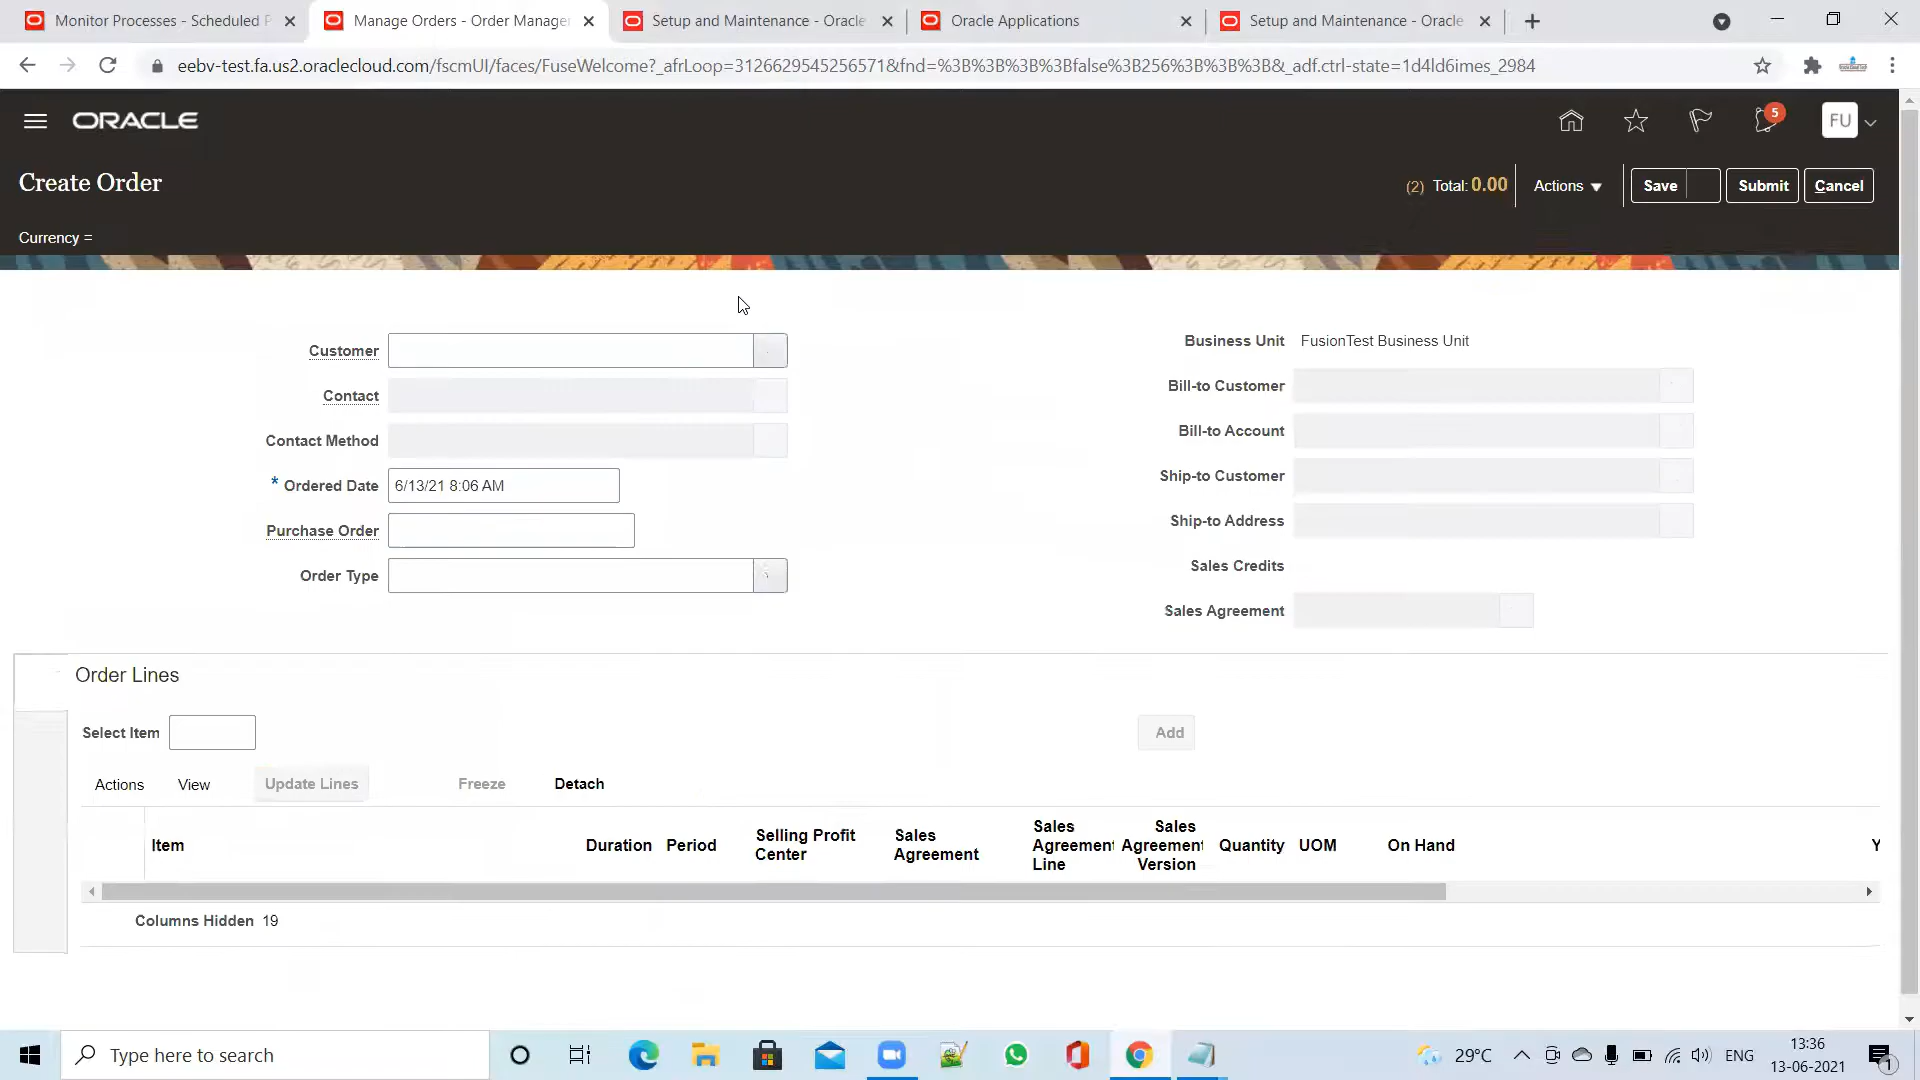 Monitor Processes - Scheduled P
Manage Orders - Order Manager
Setup and Maintenance - Oracle
Oracle Applications
Setup and Maintenance - Oracle
eebv-test.fa.us2.oraclecloud.com/fscmUI/faces/FuseWelcome?_afrLoop=3126629545256571&fnd=%3B%3B%3B%3Bfalse%3B256%3B%3B%3B&_adf.ctrl-state=1d4ld6imes_2984
ORACLE
5
FU
Create Order
(2) Total: 0.00
Actions
Save
Submit
Cancel
Currency =
Customer
Contact
Contact Method
* Ordered Date 6/13/21 8:06 AM
Purchase Order
Order Type
Business Unit FusionTest Business Unit
Bill-to Customer
Bill-to Account
Ship-to Customer
Ship-to Address
Sales Credits
Sales Agreement
Order Lines
Select Item
Add
Actions View Update Lines Freeze Detach
Item
Duration
Period
Selling Profit
Center
Sales
Agreement
Sales
Agreement
Line
Sales
Agreement
Version
Quantity
UOM
On Hand
Y
Columns Hidden 19
Type here to search
29°C
ENG
13:36
13-06-2021
1